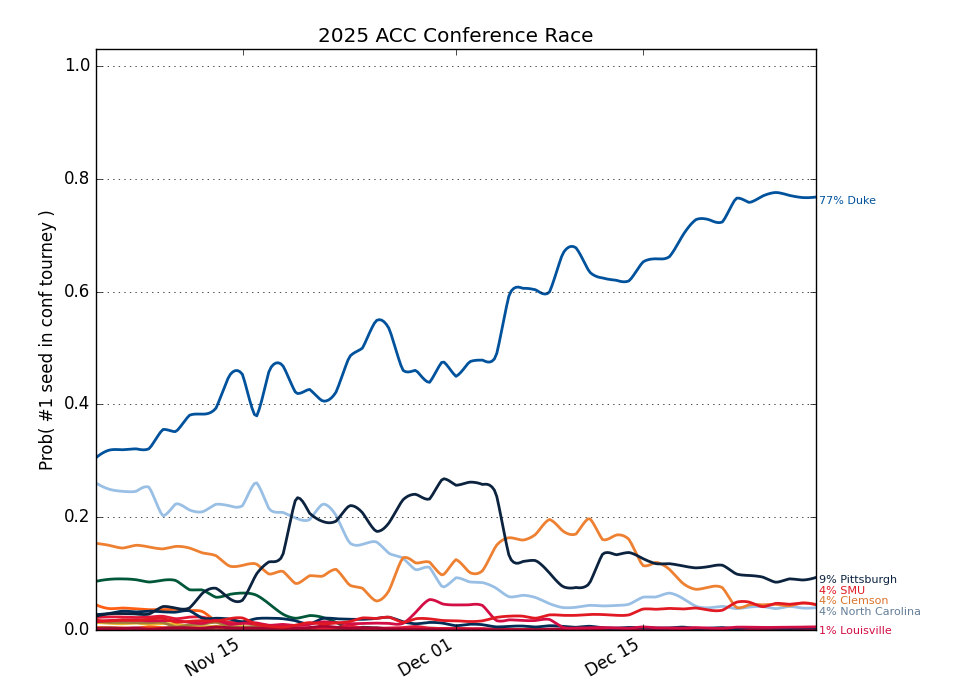 2025 ACC Conference Race
Prob( #1 seed in conf tourney )
1.0
0.8
0.6
0.4
0.2
0.0
Nov 15
Dec 01
Dec 15
77% Duke
9% Pittsburgh
4% SMU
4% Clemson
4% North Carolina
1% Louisville